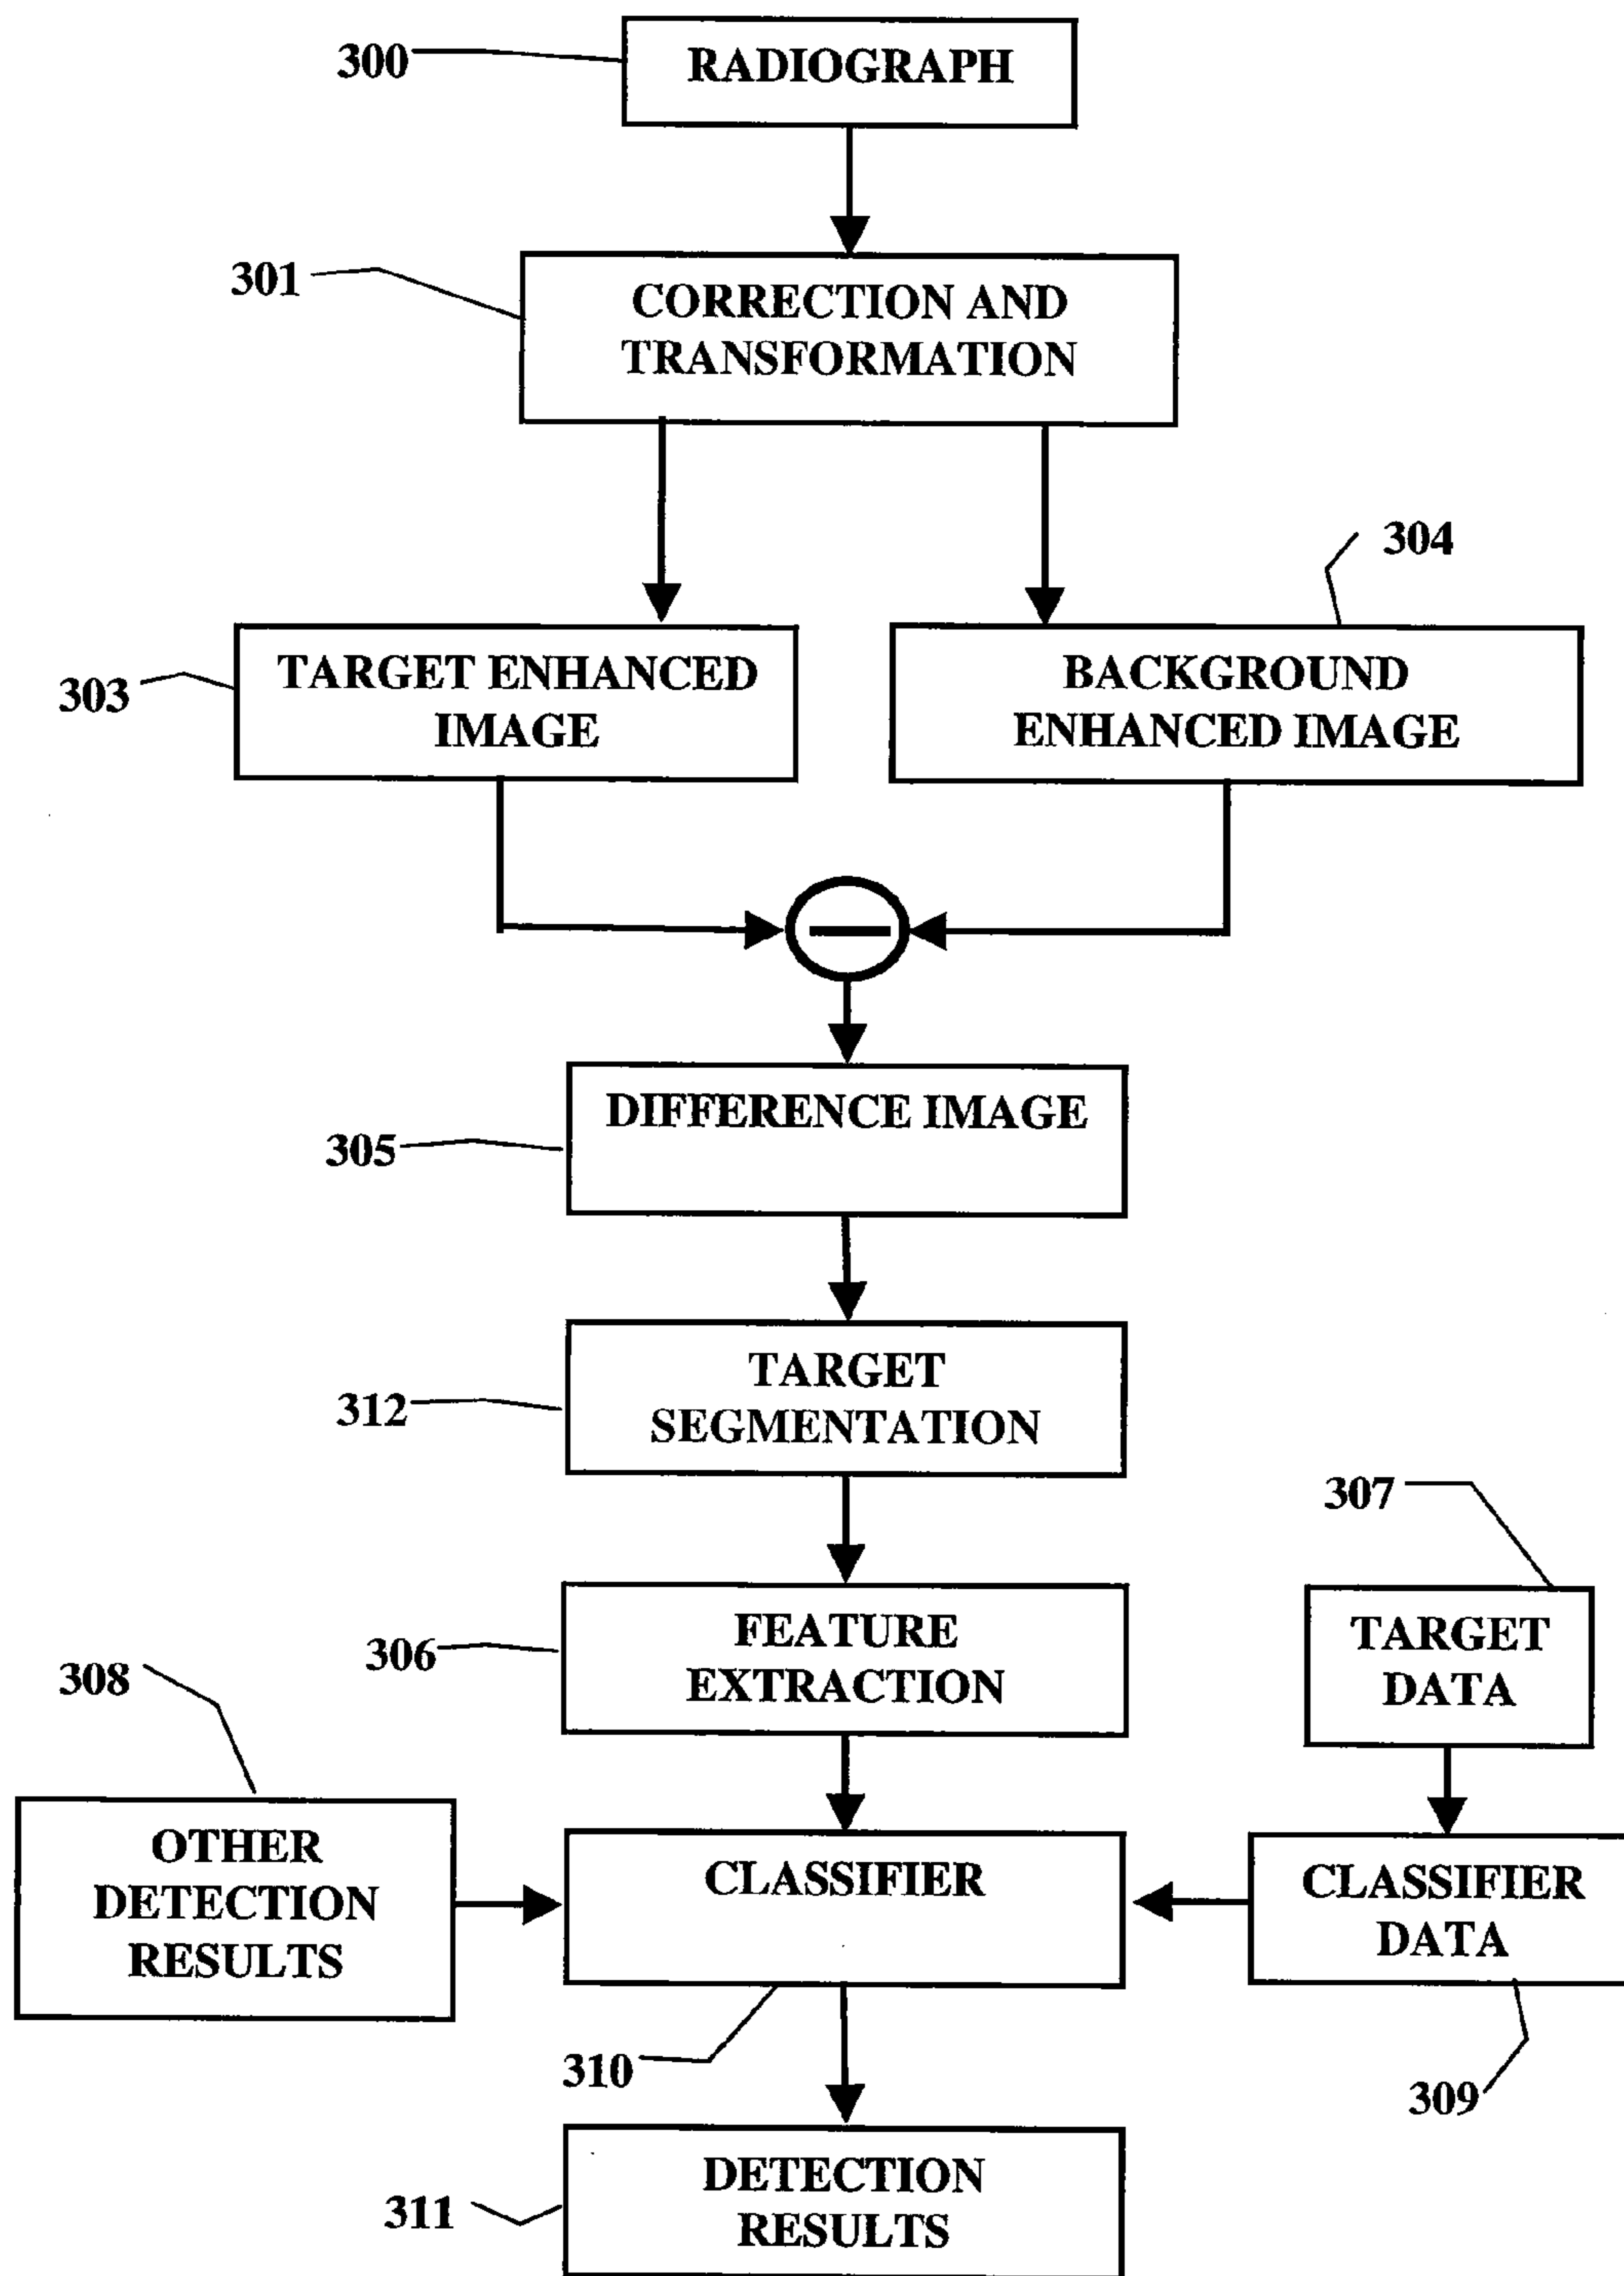 300
RADIOGRAPH
301
CORRECTION AND
TRANSFORMATION
304
303
TARGET ENHANCED
IMAGE
BACKGROUND
ENHANCED IMAGE
305
DIFFERENCE IMAGE
312
TARGET
SEGMENTATION
307
306
FEATURE
EXTRACTION
TARGET
DATA
308
OTHER
DETECTION
RESULTS
CLASSIFIER
CLASSIFIER
DATA
310
309
311
DETECTION
RESULTS